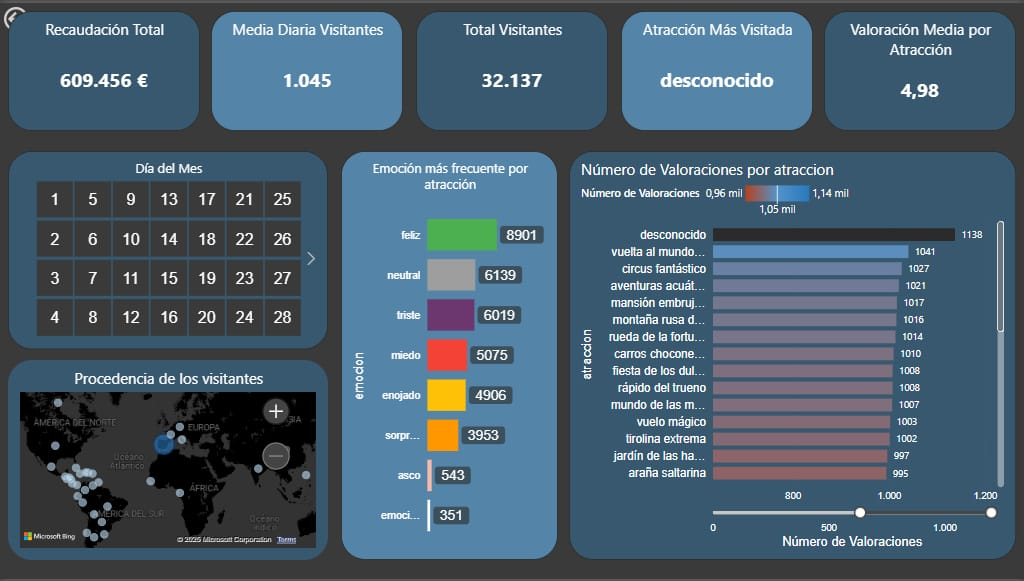 Recaudación Total
609.456 €
Media Diaria Visitantes
1.045
Total Visitantes
32.137
Atracción Más Visitada
desconocido
Valoración Media por
Atracción
4,98
Día del Mes
1 5 9 13 17 21 25
2 6 10 14 18 22 26
3 7 11 15 19 23 27
4 8 12 16 20 24 28
Procedencia de los visitantes
AMÉRICA DEL NORTE
EUROPA
Océano
Atlántico
ÁFRICA
AMÉRICA DEL SUR
Océano
Índico
Microsoft Bing
© 2025 Microsoft Corporation Terms
Emoción más frecuente por
atracción
emocion
feliz 8901
neutral 6139
triste 6019
miedo 5075
enojado 4906
sorpr... 3953
asco 543
emoci... 351
Número de Valoraciones por atraccion
Número de Valoraciones 0,96 mil 1,14 mil
1,05 mil
atraccion
desconocido 1138
vuelta al mundo... 1041
circus fantástico 1027
aventuras acuát... 1021
mansión embruj... 1017
montaña rusa d... 1016
rueda de la fortu... 1014
carros chocone... 1010
fiesta de los dul... 1008
rápido del trueno 1008
mundo de las m... 1007
vuelo mágico 1003
tirolina extrema 1002
jardín de las ha... 997
araña saltarina 995
800 1.000 1.200
0 500 1.000
Número de Valoraciones